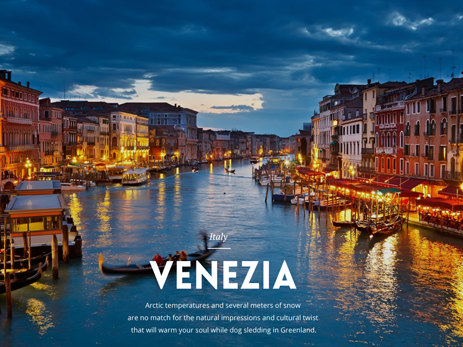 Italy
VENEZIA
Arctic temperatures and several meters of snow
are no match for the natural impressions and cultural twist
that will warm your soul while dog sledding in Greenland.